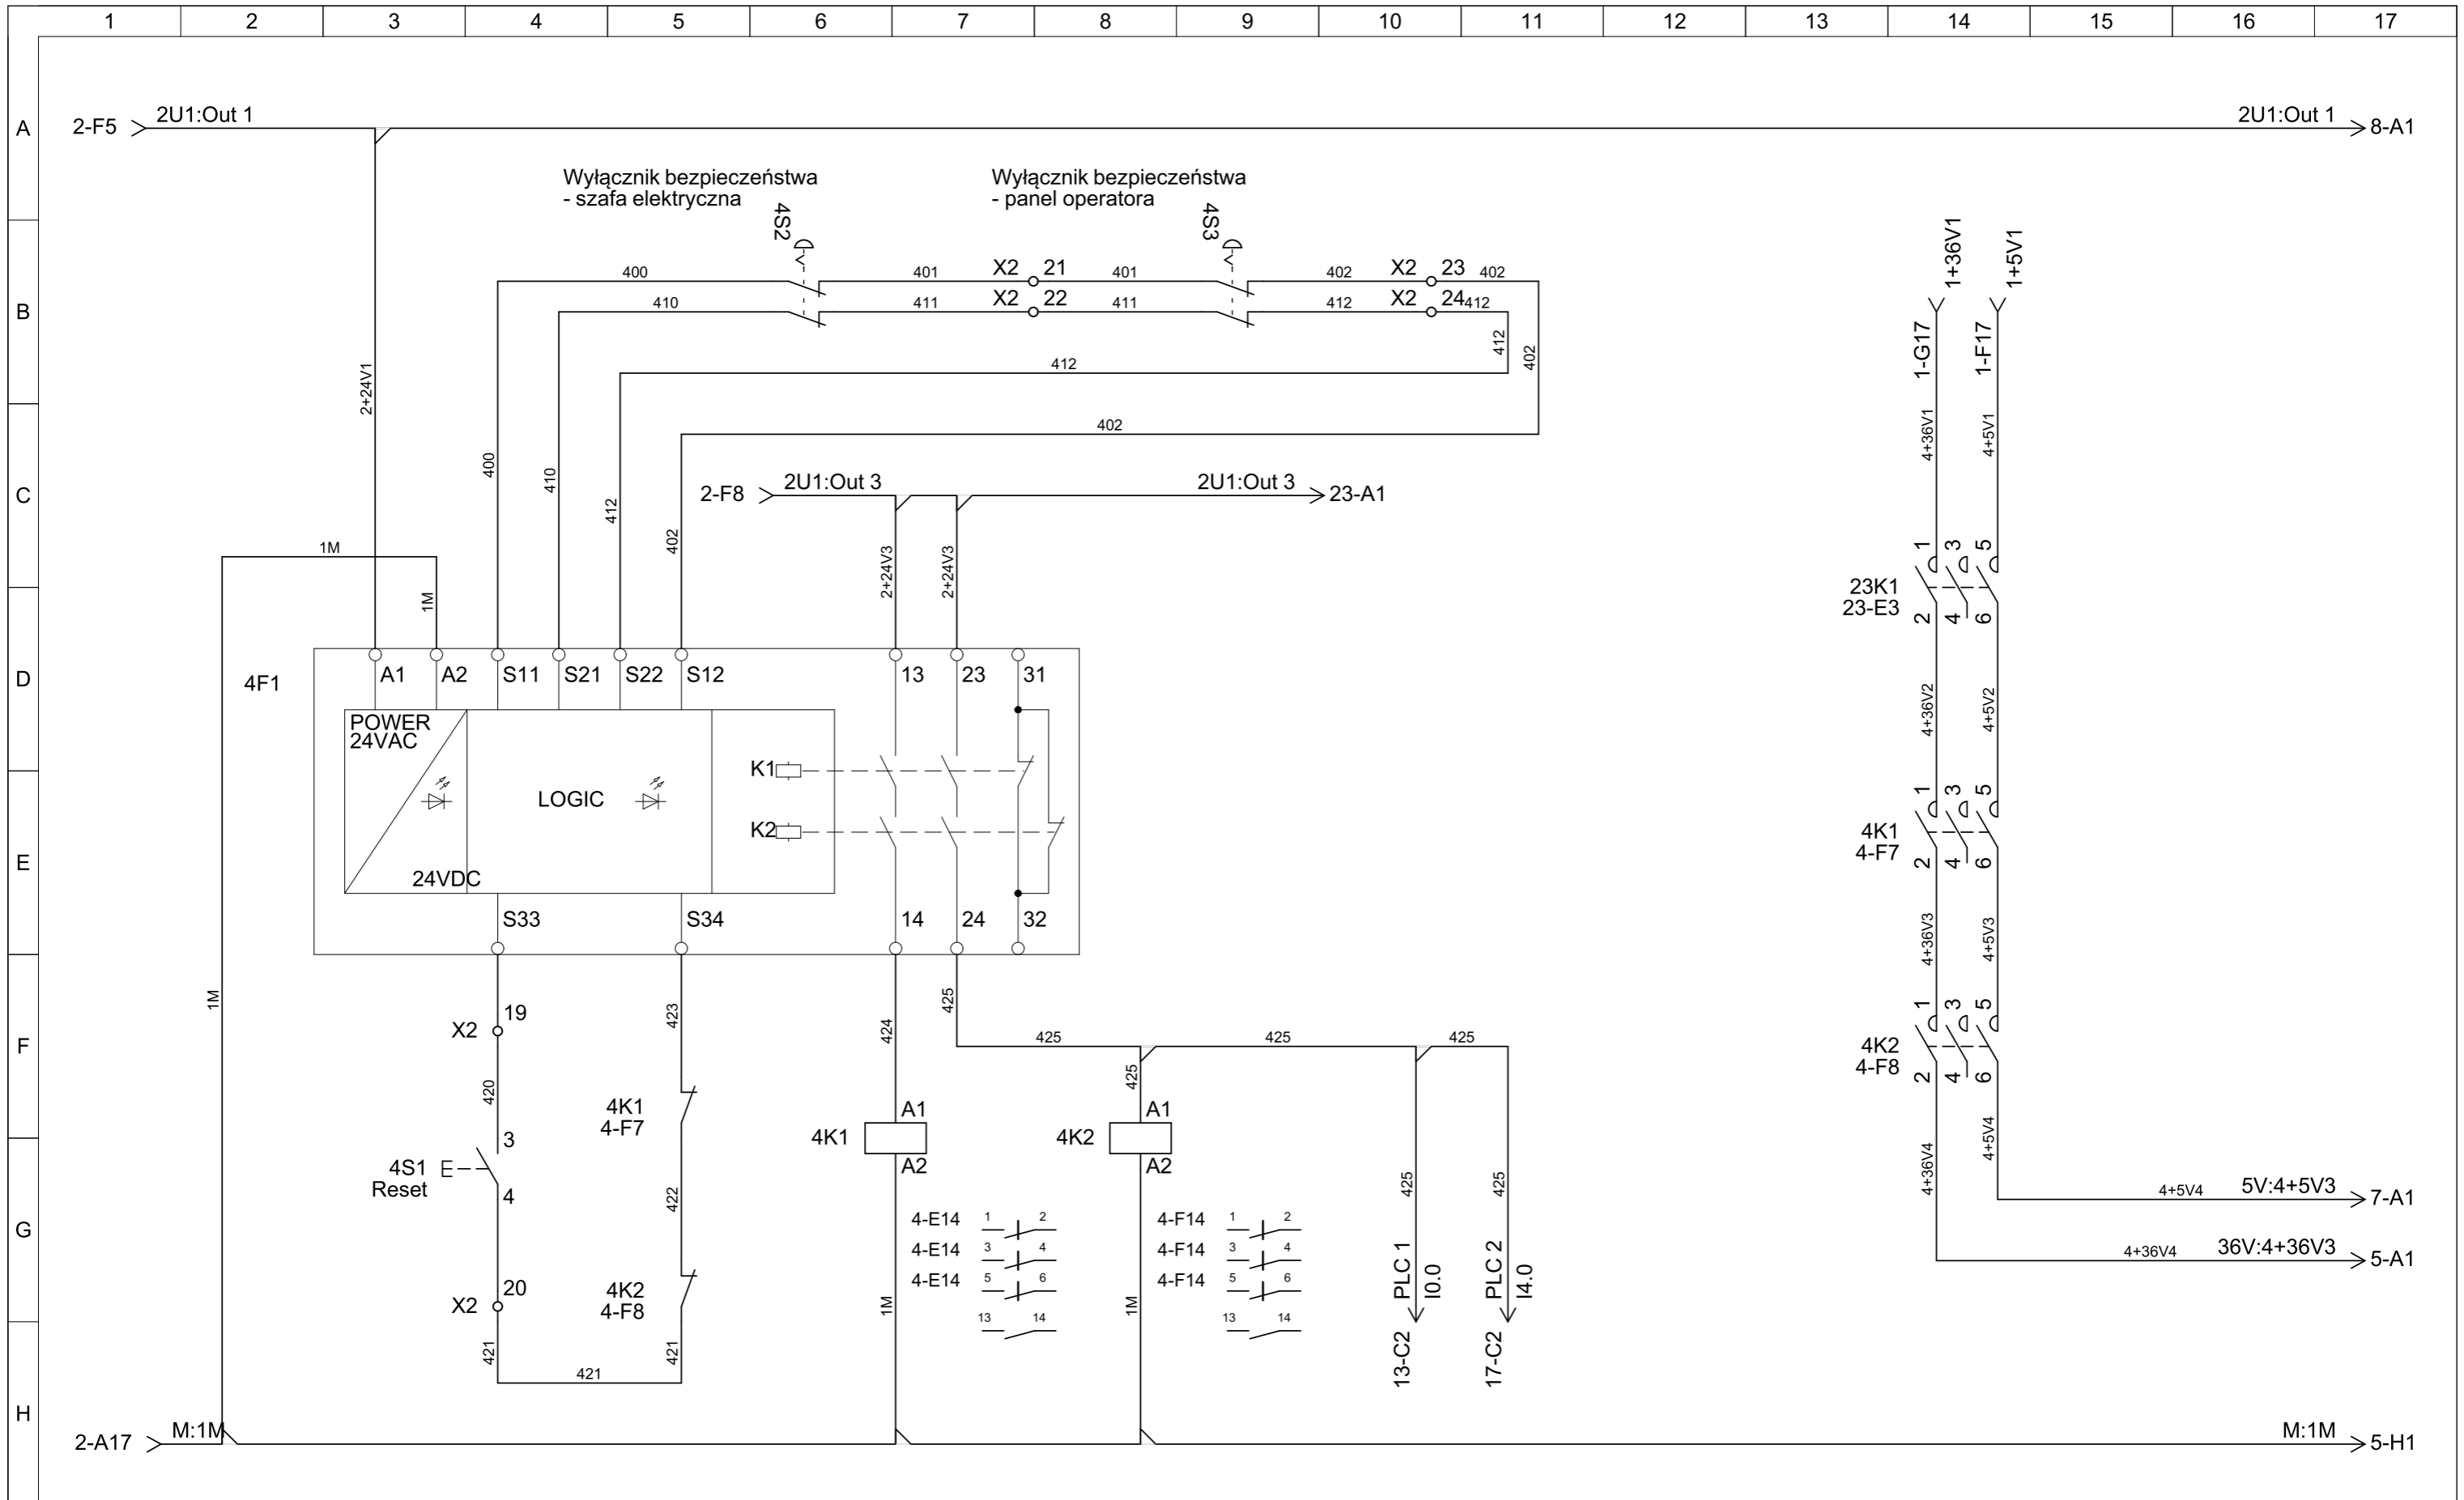 1 2 3 4 5 6 7 8 9 10 11 12 13 14 15 16 17
A
2-F5 2U1:Out 1 2U1:Out 1 8-A1
Wyłącznik bezpieczeństwa
- szafa elektryczna
4S2
Wyłącznik bezpieczeństwa
- panel operatora
4S3
1+36V1 1+5V1
B
400 401 X2 21 401 402 X2 23 402
410 411 X2 22 411 412 X2 24 412
412 402
412
1-G17 1-F17
2+24V1
402
4+36V1 4+5V1
C
400 410 412 402
2-F8 2U1:Out 3 2U1:Out 3 23-A1
1M
1M
2+24V3 2+24V3
1 3 5
23K1
23-E3
2 4 6
D
4F1
A1 A2 S11 S21 S22 S12 13 23 31
4+36V2 4+5V2
POWER
24VAC
K1
LOGIC
K2
24VDC
1 3 5
4K1
4-F7
2 4 6
E
S33 S34 14 24 32
4+36V3 4+5V3
1M
F
X2 19
423 424 425
425 425 425
425
420
1 3 5
4K2
4-F8
2 4 6
4K1
4-F7
4K1 A1
A2
4K2 A1
A2
3
4S1
Reset
4
422
425 425
4+36V4 4+5V4
4+5V4 5V:4+5V3 7-A1
G
4-E14 1 2
4-E14 3 4
4-E14 5 6
13 14
4-F14 1 2
4-F14 3 4
4-F14 5 6
13 14
4+36V4 36V:4+36V3 5-A1
X2 20
4K2
4-F8
1M 1M
PLC 1
I0.0
PLC 2
I4.0
13-C2 17-C2
421 421
421
H
2-A17 M:1M M:1M 5-H1